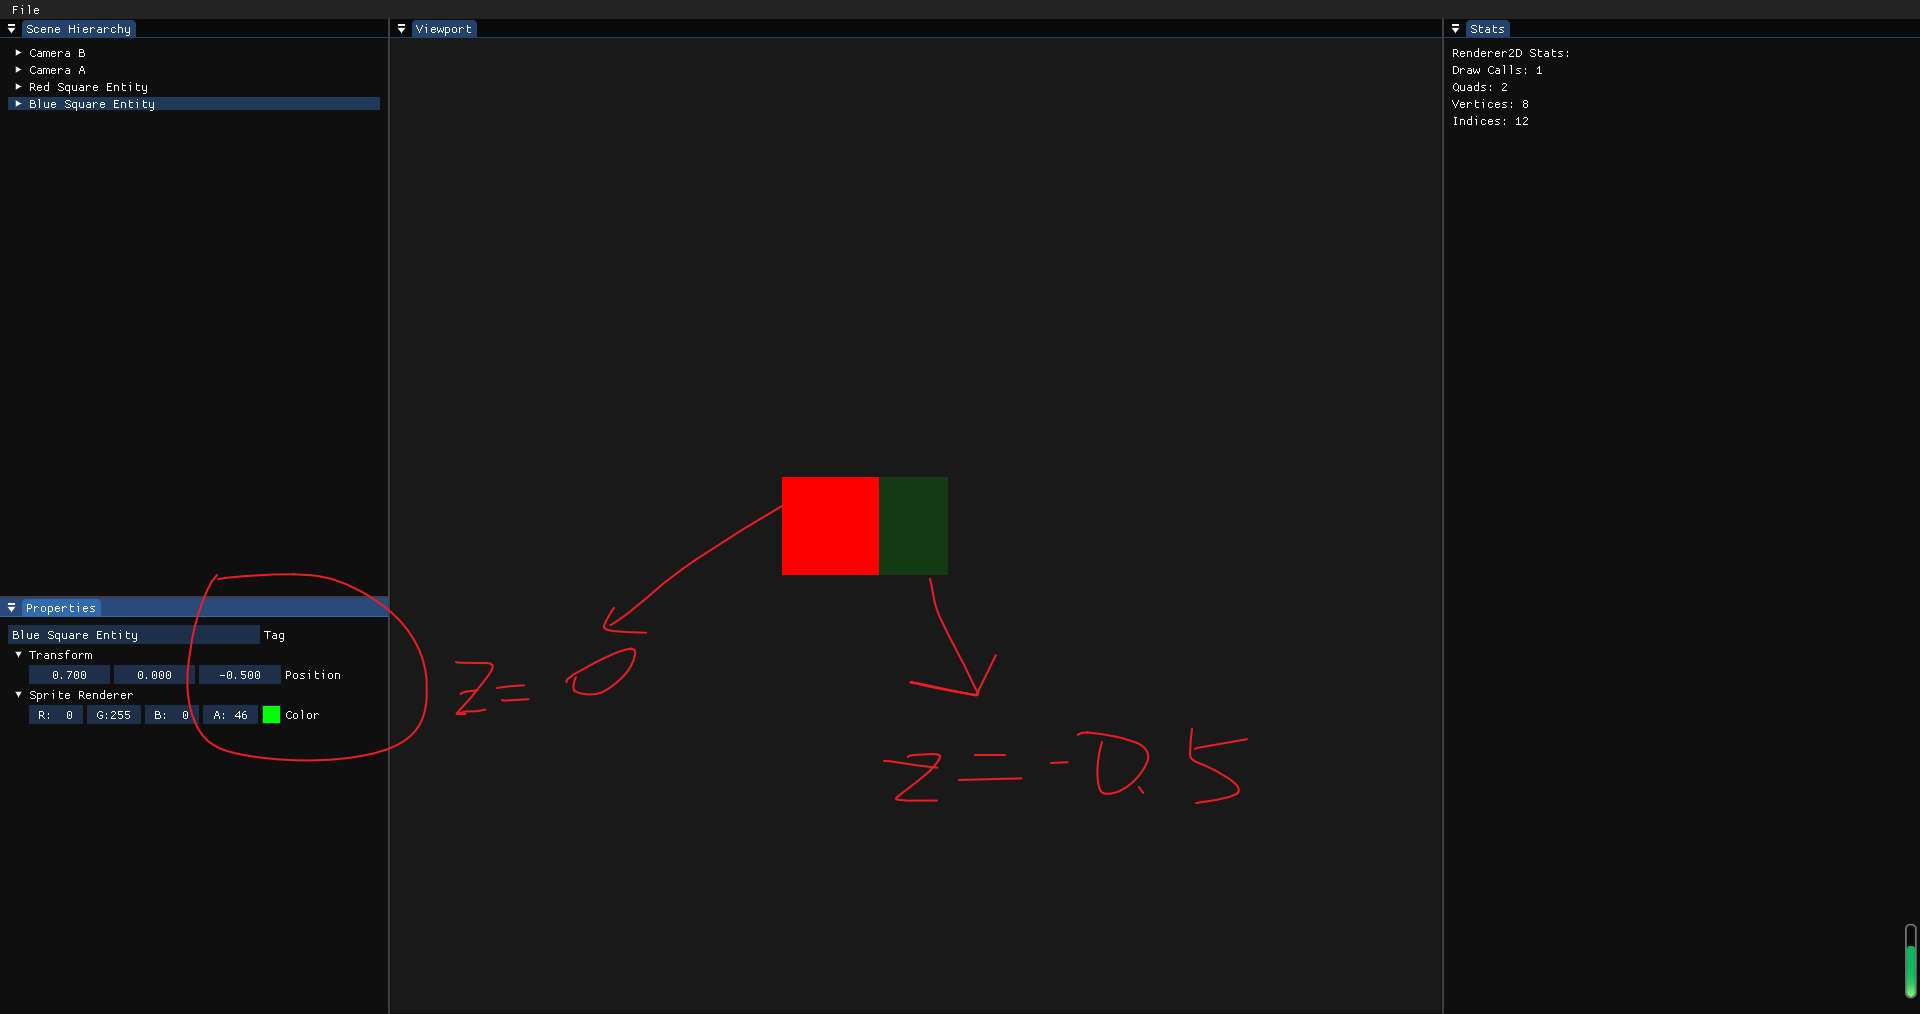 File
Scene Hierarchy
Camera B
Camera A
Red Square Entity
Blue Square Entity
Properties
Blue Square Entity Tag
Transform
0.700 0.000 -0.500 Position
Sprite Renderer
R: 0 G:255 B: 0 A: 46 Color
Viewport
z= 0
z= -0.5
Stats
Renderer2D Stats:
Draw Calls: 1
Quads: 2
Vertices: 8
Indices: 12